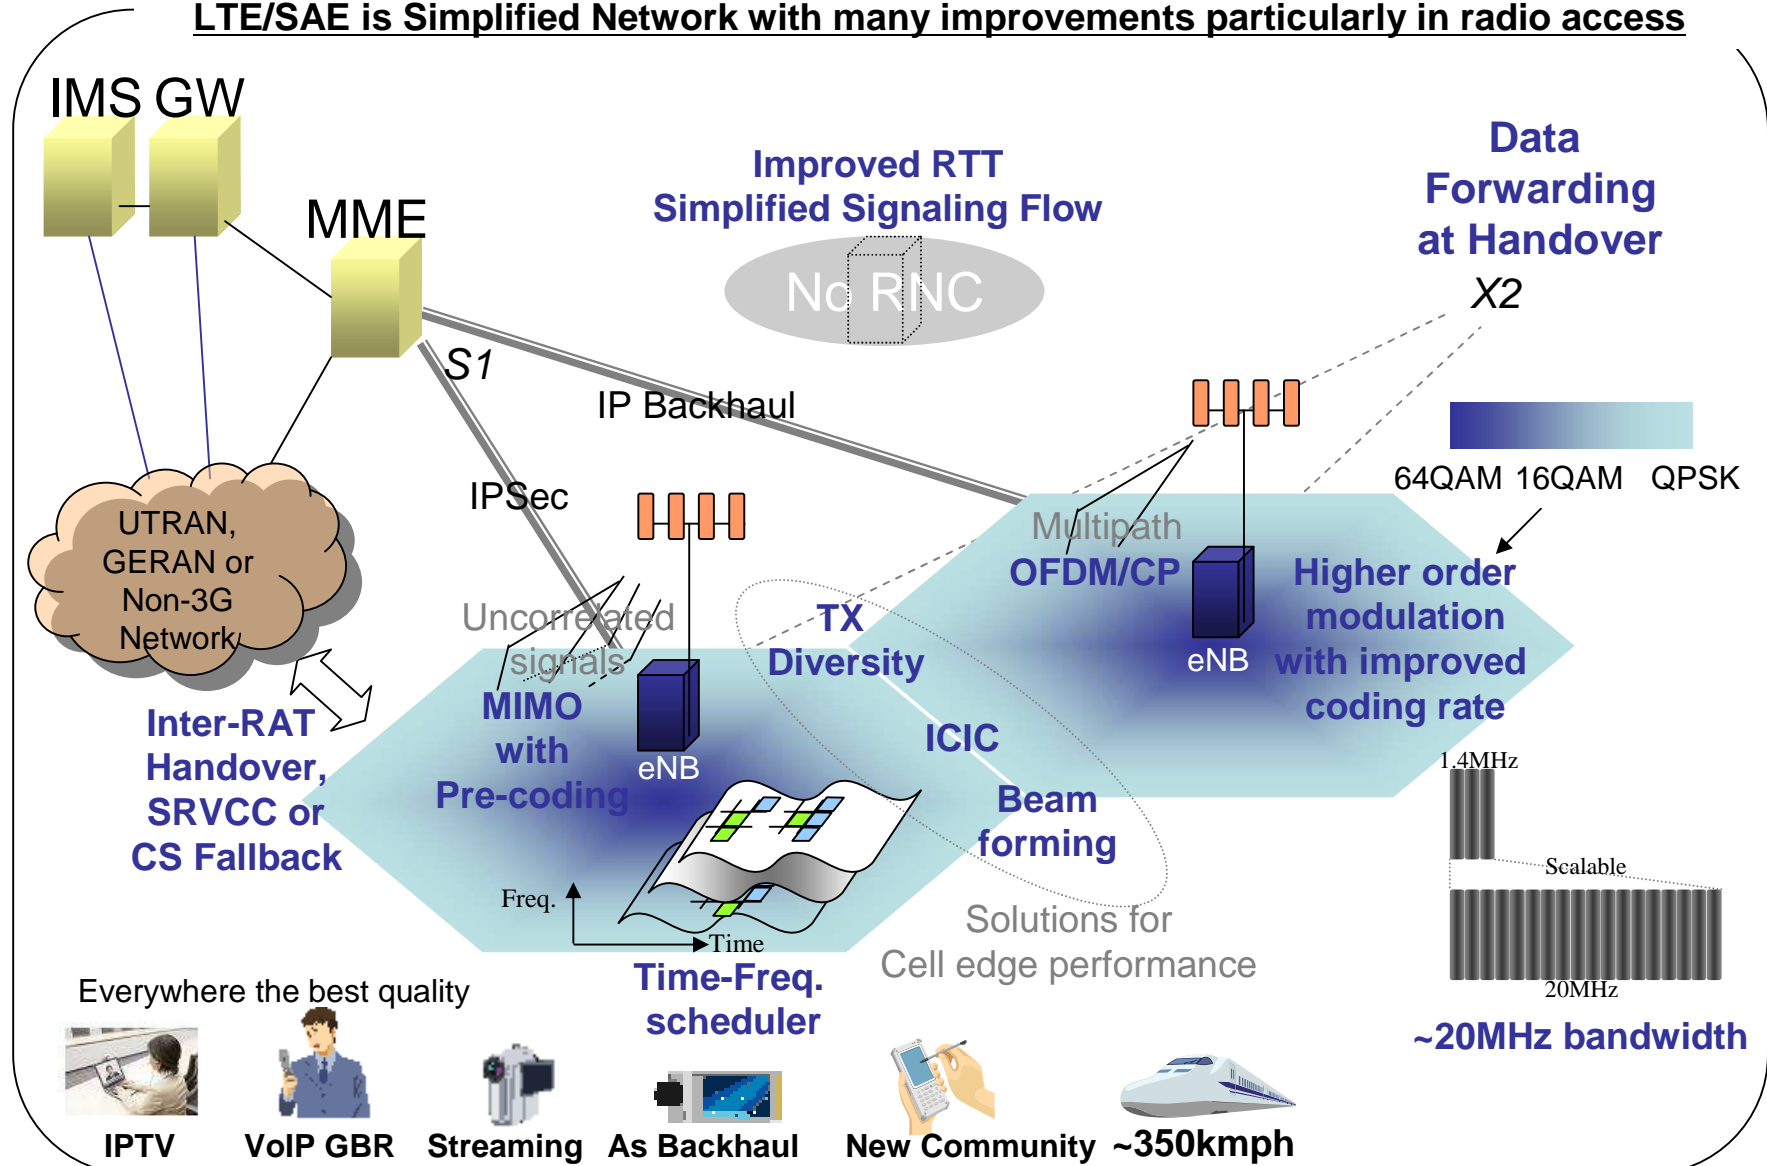 LTE/SAE is Simplified Network with many improvements particularly in radio access
IMS GW
MME
Improved RTT
Simplified Signaling Flow
No RNC
Data
Forwarding
at Handover
X2
S1
IP Backhaul
IPSec
64QAM 16QAM QPSK
UTRAN,
GERAN or
Non-3G
Network
Multipath
OFDM/CP
eNB
Higher order
modulation
with improved
coding rate
Uncorrelated
signals
MIMO
with
Pre-coding
eNB
TX
Diversity
ICIC
Beam
forming
Inter-RAT
Handover,
SRVCC or
CS Fallback
Freq.
Time
Time-Freq.
scheduler
Solutions for
Cell edge performance
1.4MHz
Scalable
20MHz
~20MHz bandwidth
Everywhere the best quality
IPTV
VoIP GBR
Streaming
As Backhaul
New Community
~350kmph